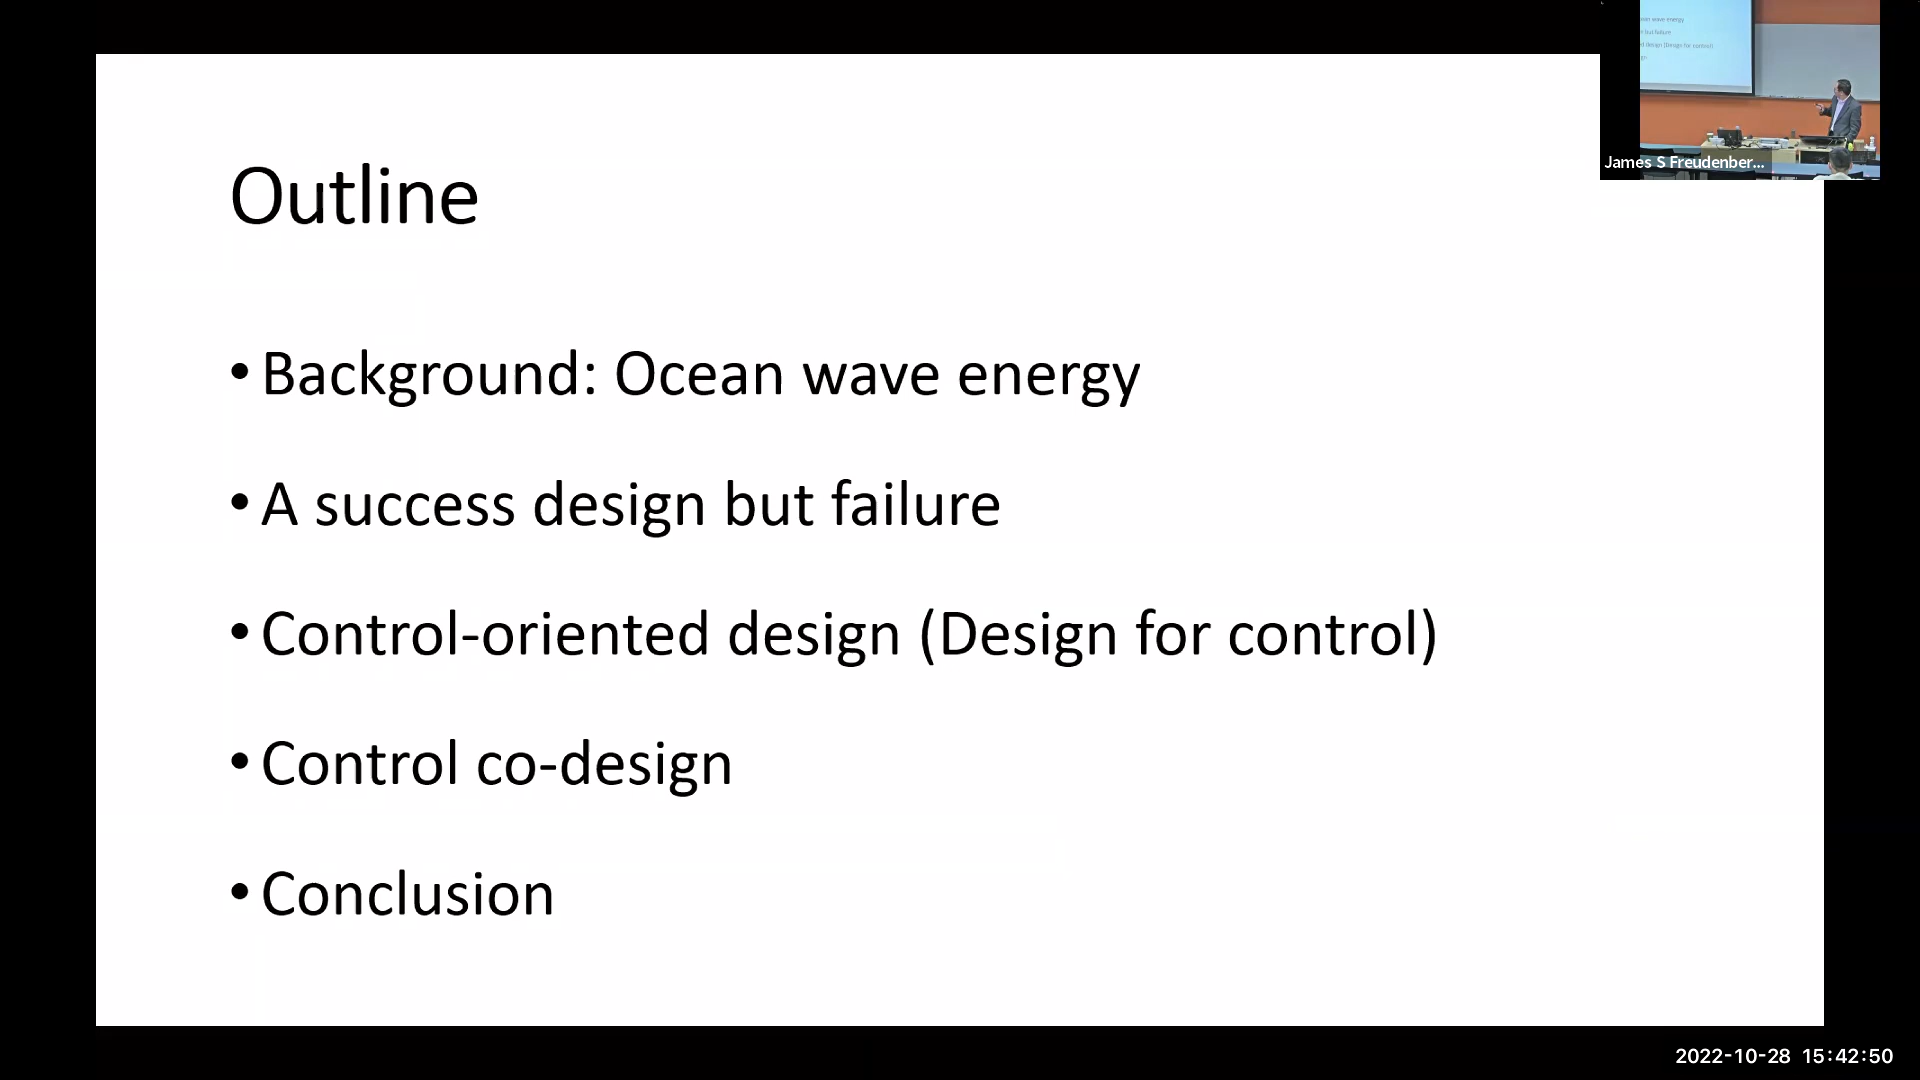 Outline
• Background: Ocean wave energy
• A success design but failure
• Control-oriented design (Design for control)
• Control co-design
• Conclusion
James S Freudenber...
2022-10-28 15:42:50